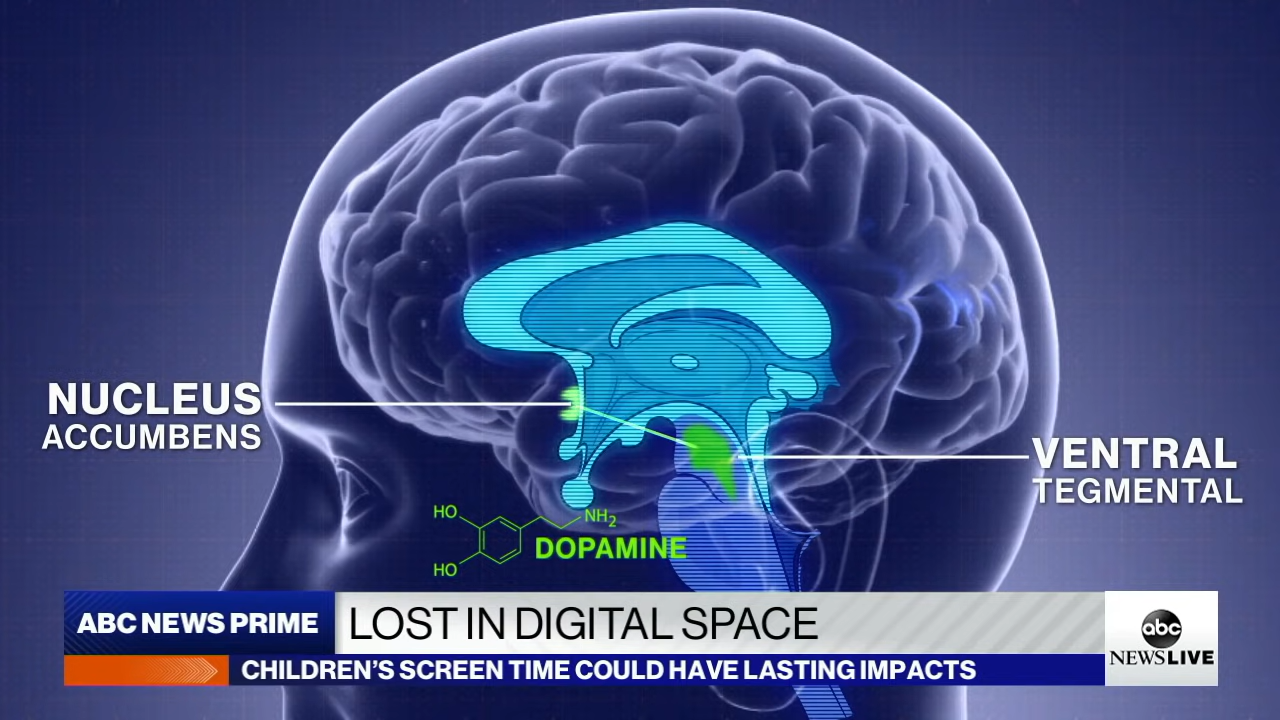 NUCLEUS
ACCUMBENS
VENTRAL
TEGMENTAL
HO
NH2
DOPAMINE
HO
ABC NEWS PRIME
LOST IN DIGITAL SPACE
CHILDREN'S SCREEN TIME COULD HAVE LASTING IMPACTS
abc
NEWSLIVE